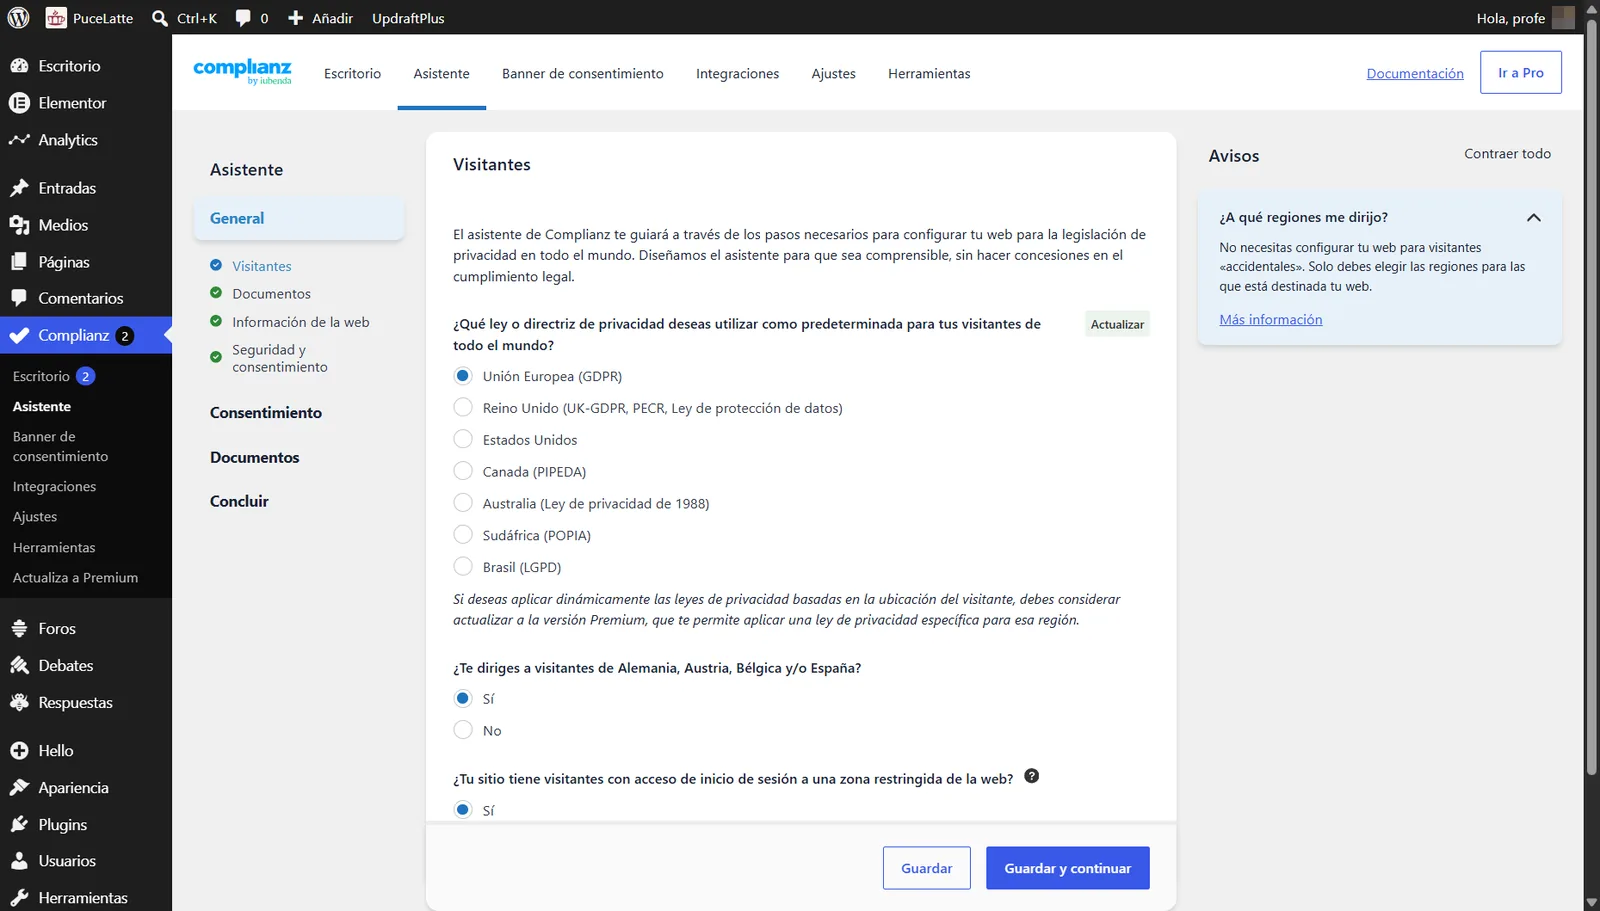 PuceLatte
Ctrl+K
0
Añadir
UpdraftPlus
Hola, profe
Escritorio
Elementor
Analytics
Entradas
Medios
Páginas
Comentarios
Complianz 2
Escritorio 2
Asistente
Banner de
consentimiento
Integraciones
Ajustes
Herramientas
Actualiza a Premium
Foros
Debates
Respuestas
Hello
Apariencia
Plugins
Usuarios
Herramientas
complianz
by iubenda
Escritorio
Asistente
Banner de consentimiento
Integraciones
Ajustes
Herramientas
Documentación
Ir a Pro
Asistente
General
Visitantes
Documentos
Información de la web
Seguridad y
consentimiento
Consentimiento
Documentos
Concluir
Visitantes
El asistente de Complianz te guiará a través de los pasos necesarios para configurar tu web para la legislación de
privacidad en todo el mundo. Diseñamos el asistente para que sea comprensible, sin hacer concesiones en el
cumplimiento legal.
¿Qué ley o directriz de privacidad deseas utilizar como predeterminada para tus visitantes de
todo el mundo?
Actualizar
Unión Europea (GDPR)
Reino Unido (UK-GDPR, PECR, Ley de protección de datos)
Estados Unidos
Canada (PIPEDA)
Australia (Ley de privacidad de 1988)
Sudáfrica (POPIA)
Brasil (LGPD)
Si deseas aplicar dinámicamente las leyes de privacidad basadas en la ubicación del visitante, debes considerar
actualizar a la versión Premium, que te permite aplicar una ley de privacidad específica para esa región.
¿Te diriges a visitantes de Alemania, Austria, Bélgica y/o España?
Sí
No
¿Tu sitio tiene visitantes con acceso de inicio de sesión a una zona restringida de la web? ?
Sí
Guardar
Guardar y continuar
Avisos
Contraer todo
¿A qué regiones me dirijo?
No necesitas configurar tu web para visitantes
«accidentales». Solo debes elegir las regiones para las
que está destinada tu web.
Más información